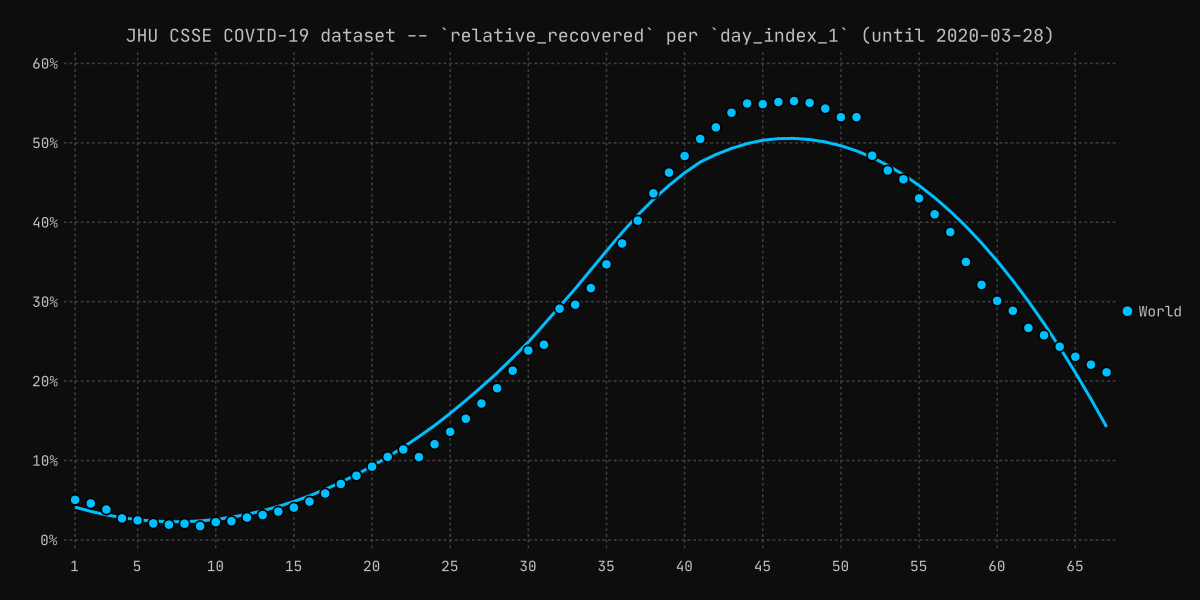 JHU CSSE COVID-19 dataset -- `relative_recovered` per `day_index_1` (until 2020-03-28)
60%
50%
40%
30%
20%
10%
0%
1 5 10 15 20 25 30 35 40 45 50 55 60 65
World